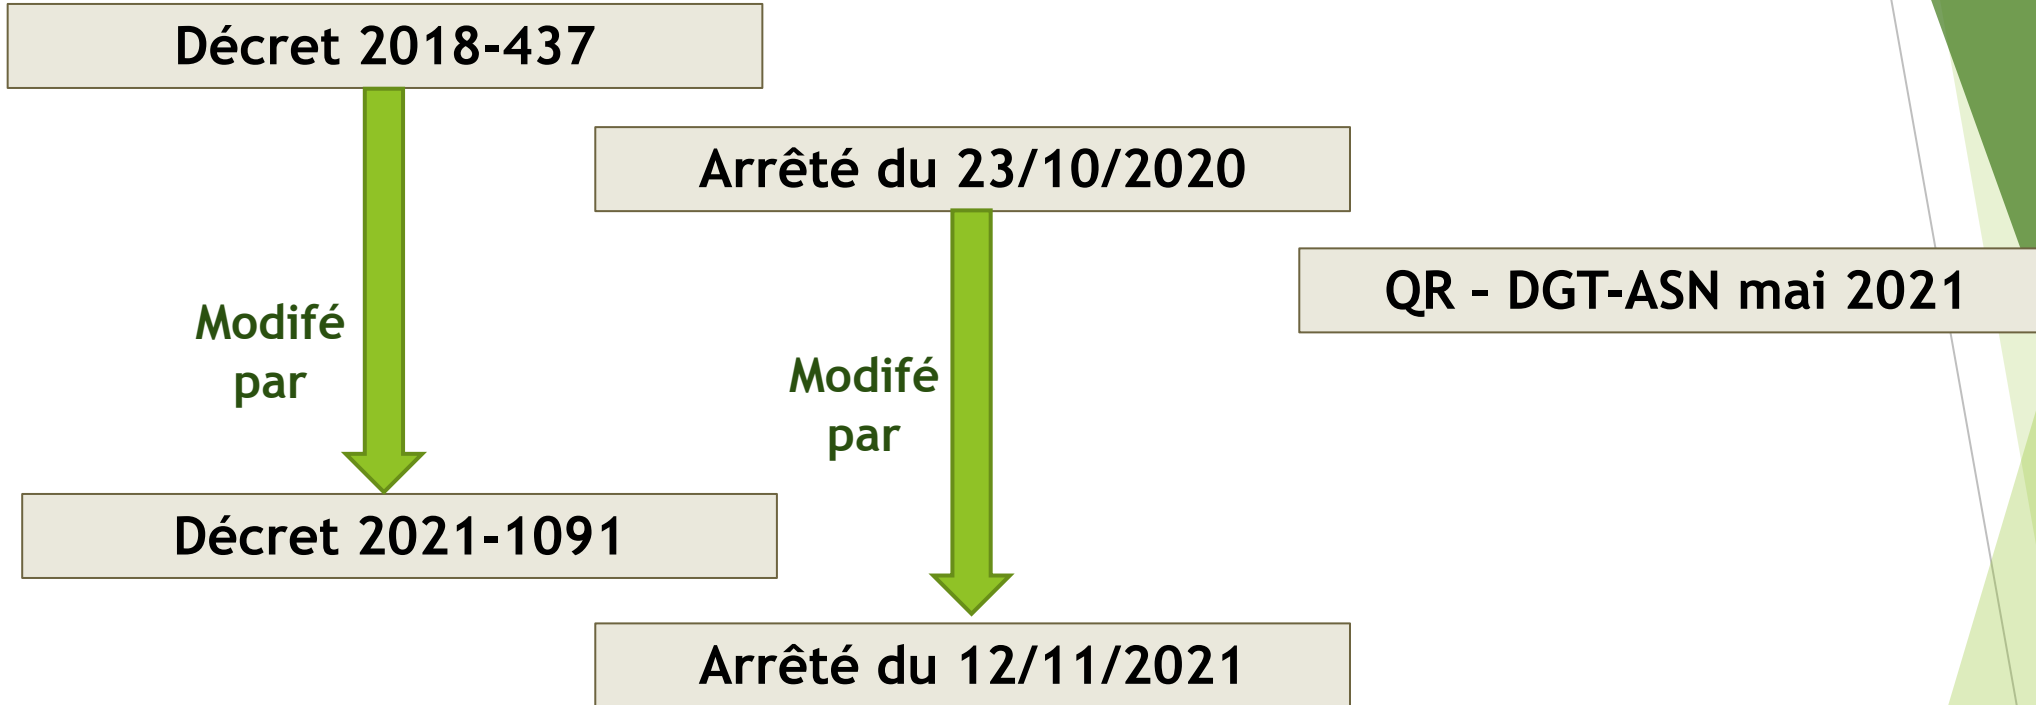 Décret 2018-437
Arrêté du 23/10/2020
QR – DGT-ASN mai 2021
Modifé
par
Modifé
par
Décret 2021-1091
Arrêté du 12/11/2021